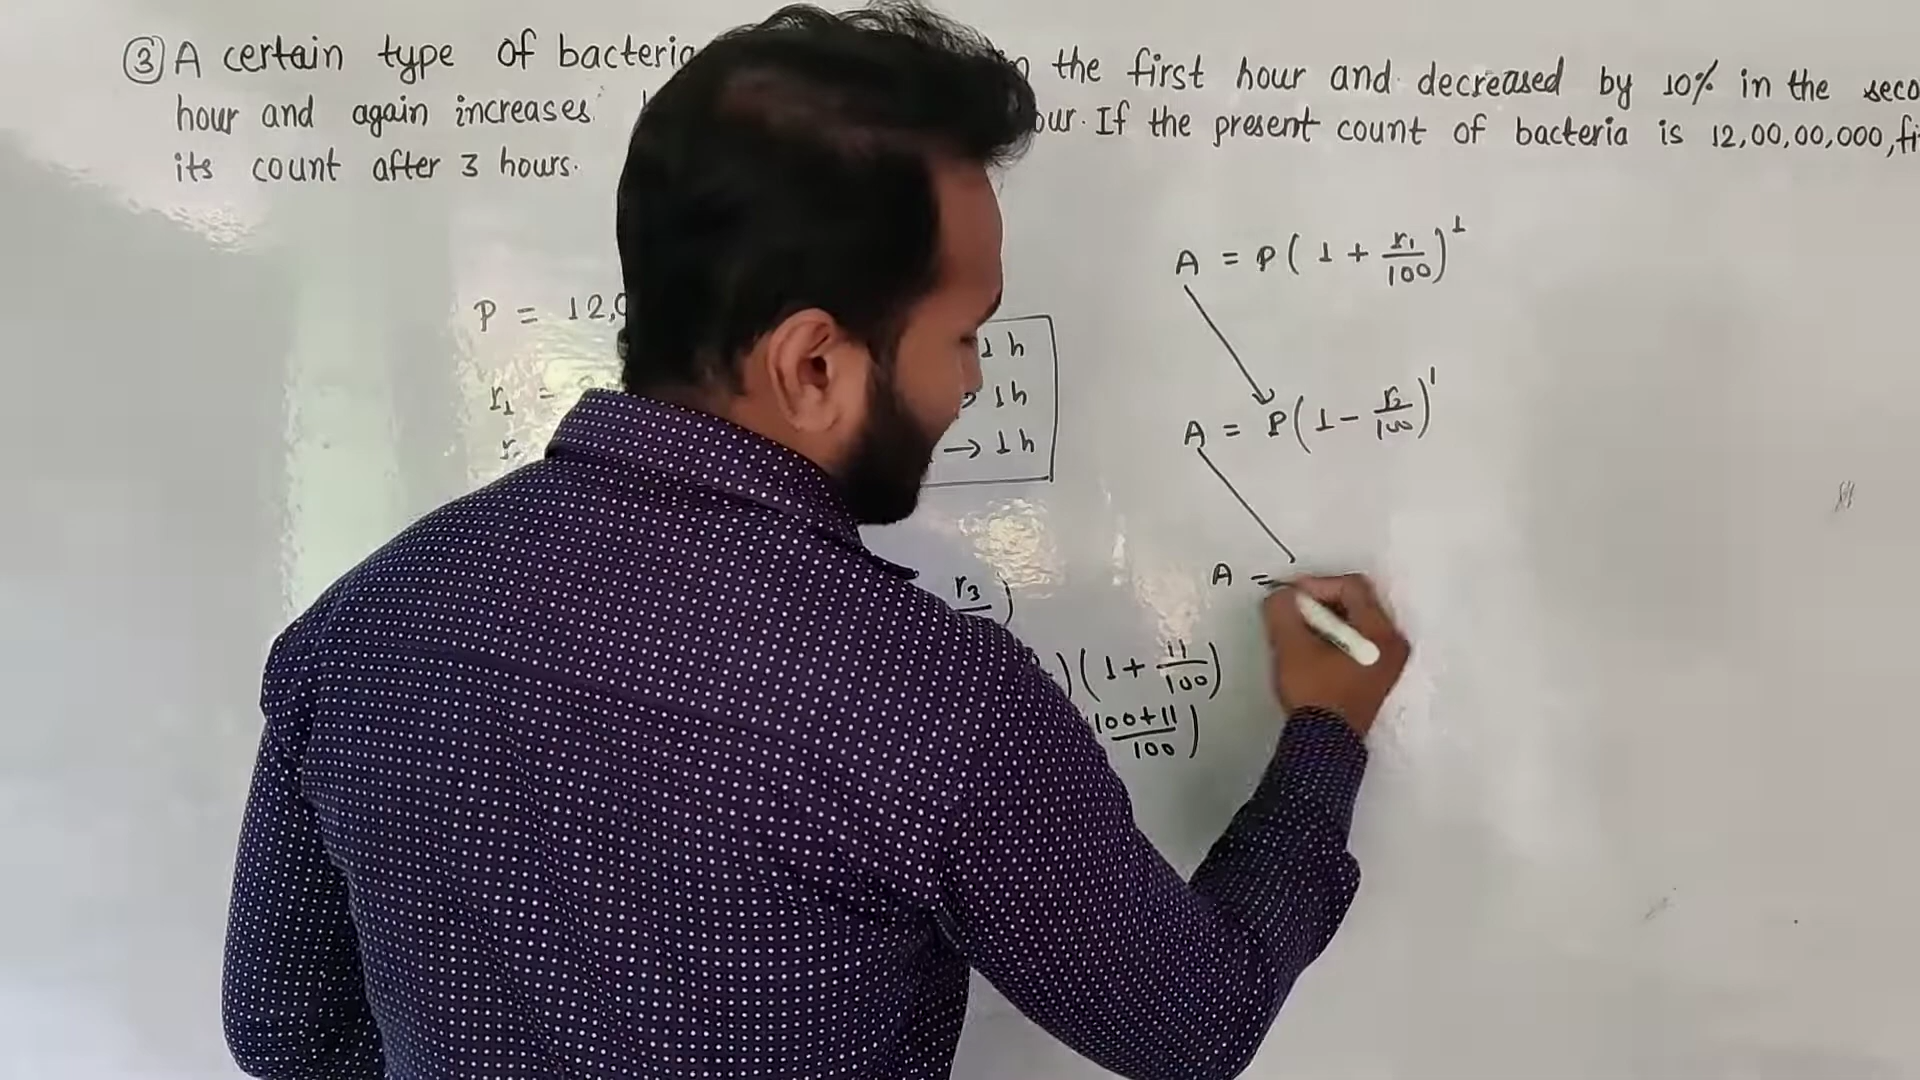 ③ A certain type of bacteria the first hour and decreased by 10% in the seco
hour and again increases our. If the present count of bacteria is 12,00,00,000, fi
its count after 3 hours.
P = 12,0
r₁ =
1 h
→ 1h
→ 1 h
r₃
) (1 + 11/100)
100+11/100)
A = P (1 + r₁/100)¹
A = P (1 - r₂/100)¹
A =